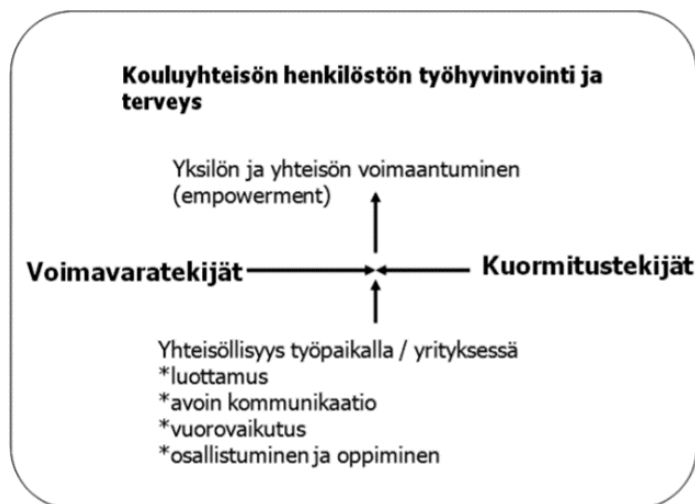 Kouluyhteisön henkilöstön työhyvinvointi ja
terveys
Yksilön ja yhteisön voimaantuminen
(empowerment)
Voimavaratekijät
Kuormitustekijät
Yhteisöllisyys työpaikalla / yrityksessä
*luottamus
*avoin kommunikaatio
*vuorovaikutus
*osallistuminen ja oppiminen